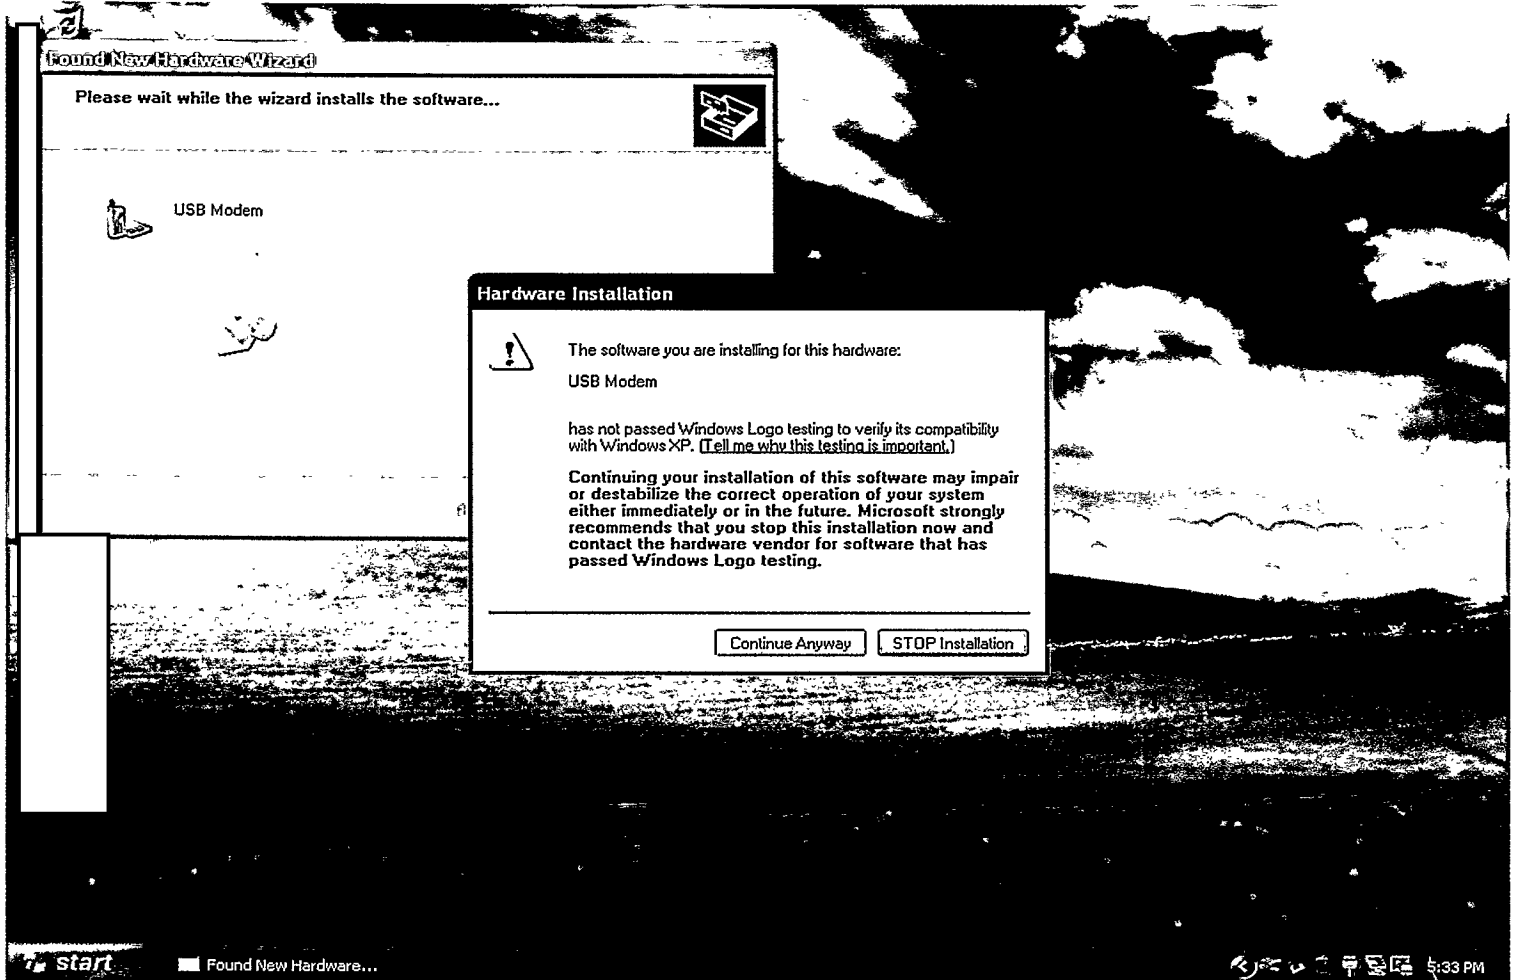 Found New Hardware Wizard
Please wait while the wizard installs the software...
USB Modem
Hardware Installation
The software you are installing for this hardware:
USB Modem
has not passed Windows Logo testing to verify its compatibility
with Windows XP. (Tell me why this testing is important.)
Continuing your installation of this software may impair
or destabilize the correct operation of your system
either immediately or in the future. Microsoft strongly
recommends that you stop this installation now and
contact the hardware vendor for software that has
passed Windows Logo testing.
Continue Anyway
STOP Installation
start
Found New Hardware...
5:33 PM